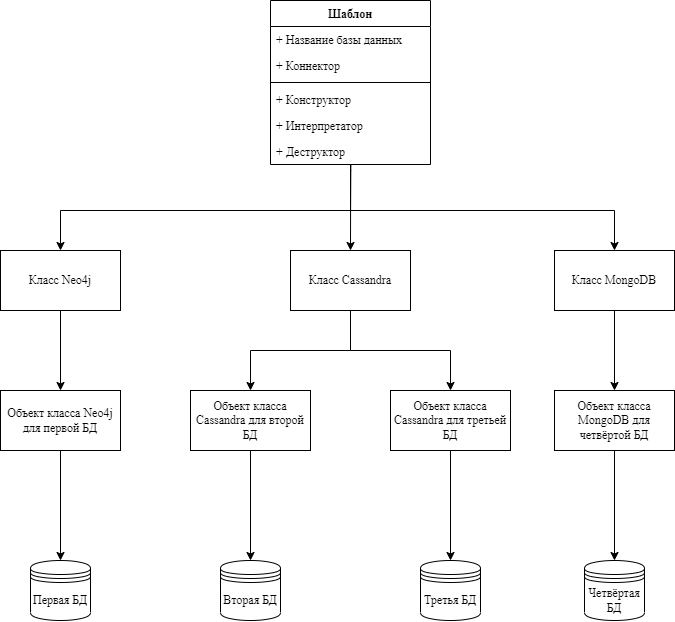 Шаблон
+ Название базы данных
+ Коннектор
+ Конструктор
+ Интерпретатор
+ Деструктор
Класс Neo4j
Класс Cassandra
Класс MongoDB
Объект класса Neo4j
для первой БД
Объект класса
Cassandra для второй
БД
Объект класса
Cassandra для третьей
БД
Объект класса
MongoDB для
четвёртой БД
Первая БД
Вторая БД
Третья БД
Четвёртая
БД